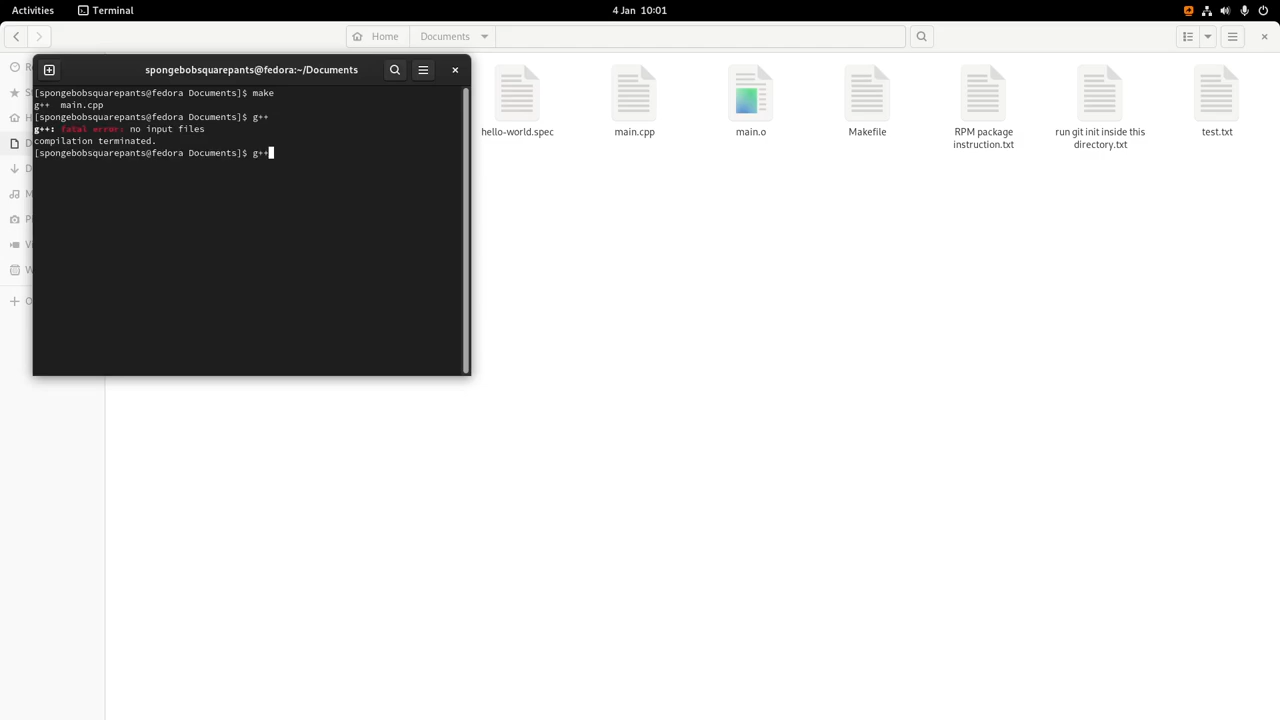 Activities
Terminal
4 Jan 10:01
Home
Documents
spongebobsquarepants@fedora:~/Documents
[spongebobsquarepants@fedora Documents]$ make
g++  main.cpp
[spongebobsquarepants@fedora Documents]$ g++
g++: fatal error: no input files
compilation terminated.
[spongebobsquarepants@fedora Documents]$ g++
hello-world.spec
main.cpp
main.o
Makefile
RPM package
instruction.txt
run git init inside this
directory.txt
test.txt